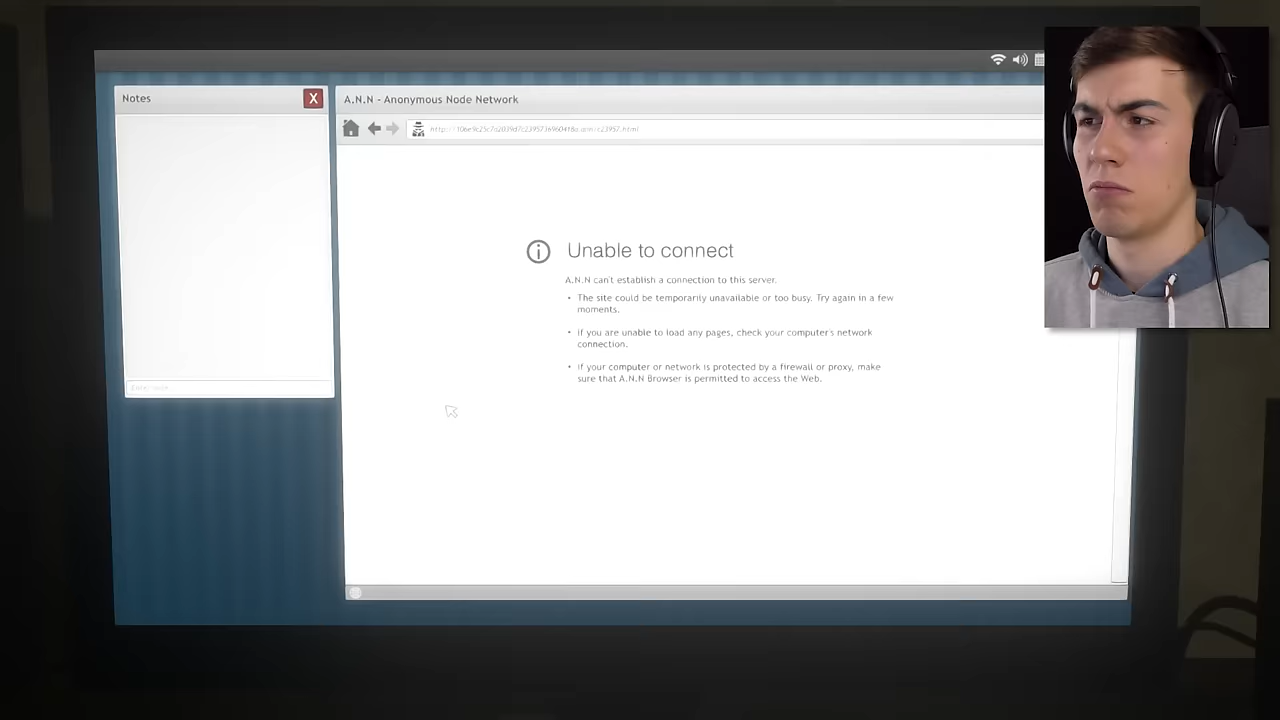 Notes
X
A.N.N - Anonymous Node Network
Unable to connect
A.N.N can't establish a connection to this server.
• The site could be temporarily unavailable or too busy. Try again in a few
moments.
• If you are unable to load any pages, check your computer's network
connection.
• If your computer or network is protected by a firewall or proxy, make
sure that A.N.N Browser is permitted to access the Web.